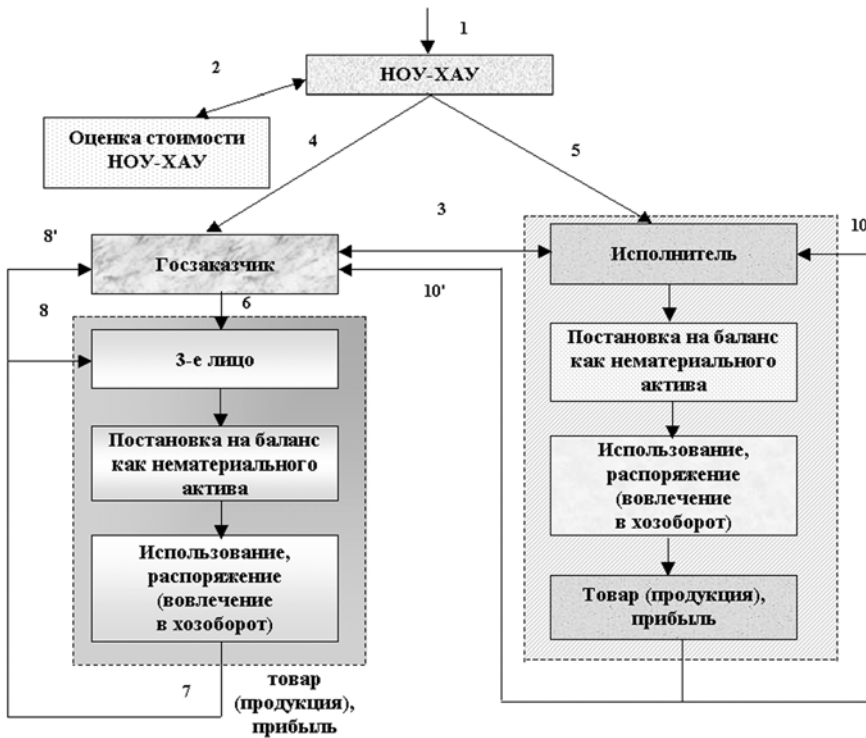 1
НОУ-ХАУ
2
Оценка стоимости
НОУ-ХАУ
4
5
3
8'
Госзаказчик
Исполнитель
10
10'
6
8
3-е лицо
Постановка на баланс
как нематериального
актива
Постановка на баланс
как нематериального
актива
Использование,
распоряжение
(вовлечение
в хозоборот)
Использование,
распоряжение
(вовлечение
в хозоборот)
Товар (продукция),
прибыль
7
товар
(продукция),
прибыль